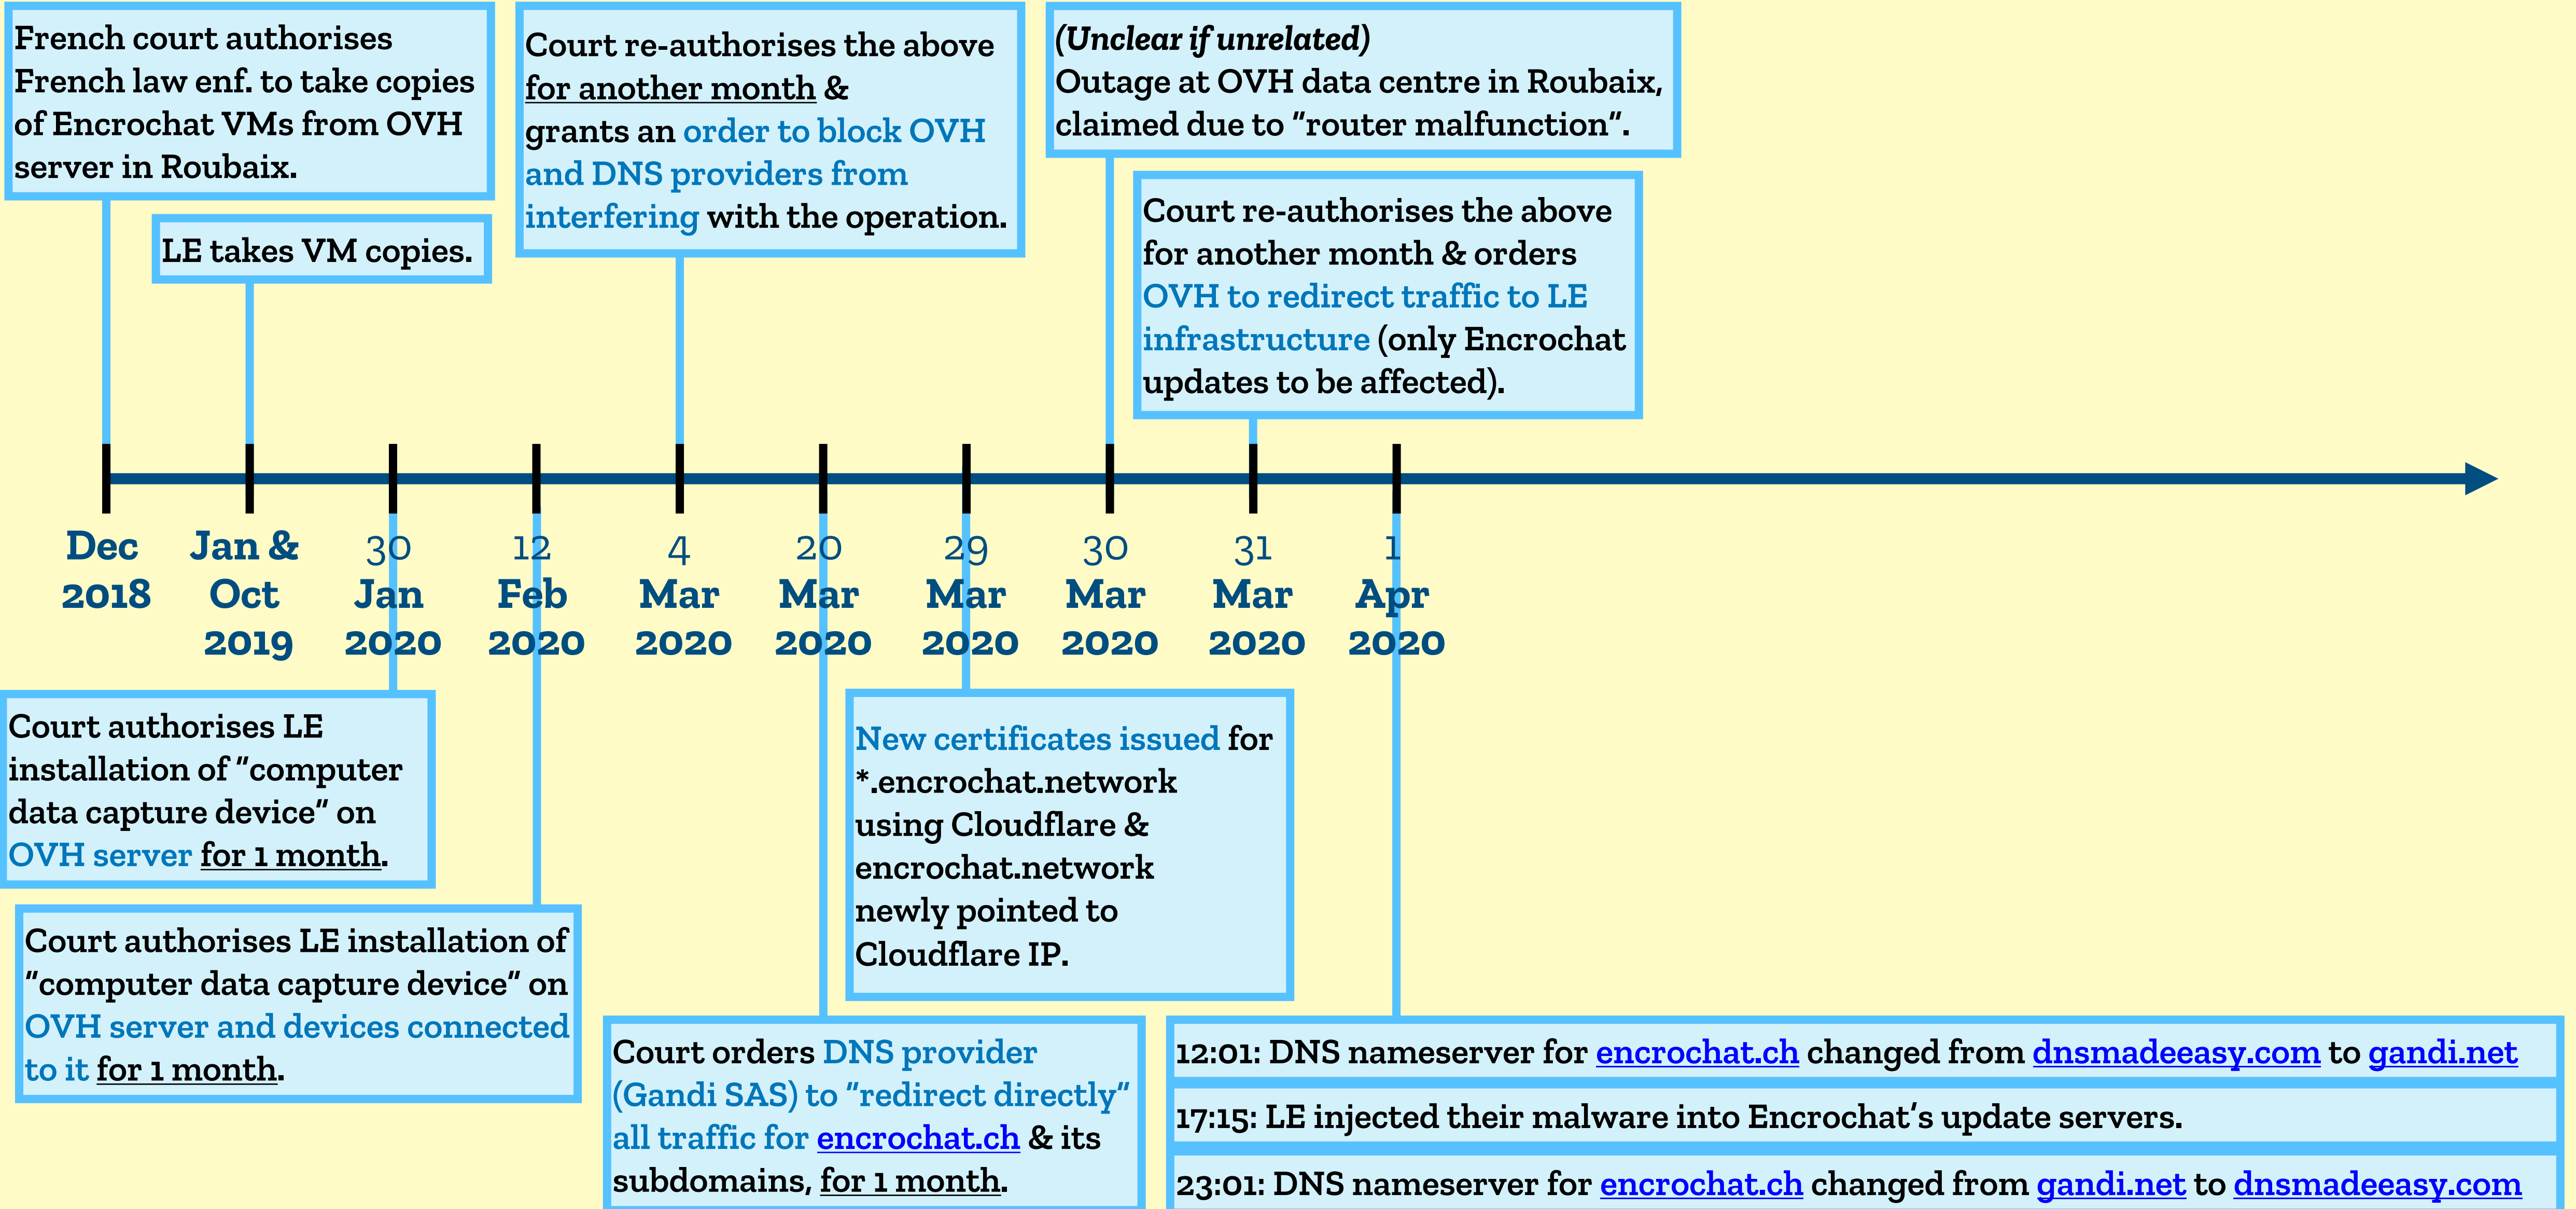 French court authorises
French law enf. to take copies
of Encrochat VMs from OVH
server in Roubaix.
LE takes VM copies.
Court re-authorises the above
for another month &
grants an order to block OVH
and DNS providers from
interfering with the operation.
(Unclear if unrelated)
Outage at OVH data centre in Roubaix,
claimed due to "router malfunction".
Court re-authorises the above
for another month & orders
OVH to redirect traffic to LE
infrastructure (only Encrochat
updates to be affected).
Dec
2018
Jan &
Oct
2019
30
Jan
2020
12
Feb
2020
4
Mar
2020
20
Mar
2020
29
Mar
2020
30
Mar
2020
31
Mar
2020
1
Apr
2020
Court authorises LE
installation of "computer
data capture device" on
OVH server for 1 month.
Court authorises LE installation of
"computer data capture device" on
OVH server and devices connected
to it for 1 month.
Court orders DNS provider
(Gandi SAS) to "redirect directly"
all traffic for encrochat.ch & its
subdomains, for 1 month.
New certificates issued for
*.encrochat.network
using Cloudflare &
encrochat.network
newly pointed to
Cloudflare IP.
12:01: DNS nameserver for encrochat.ch changed from dnsmadeeasy.com to gandi.net
17:15: LE injected their malware into Encrochat's update servers.
23:01: DNS nameserver for encrochat.ch changed from gandi.net to dnsmadeeasy.com